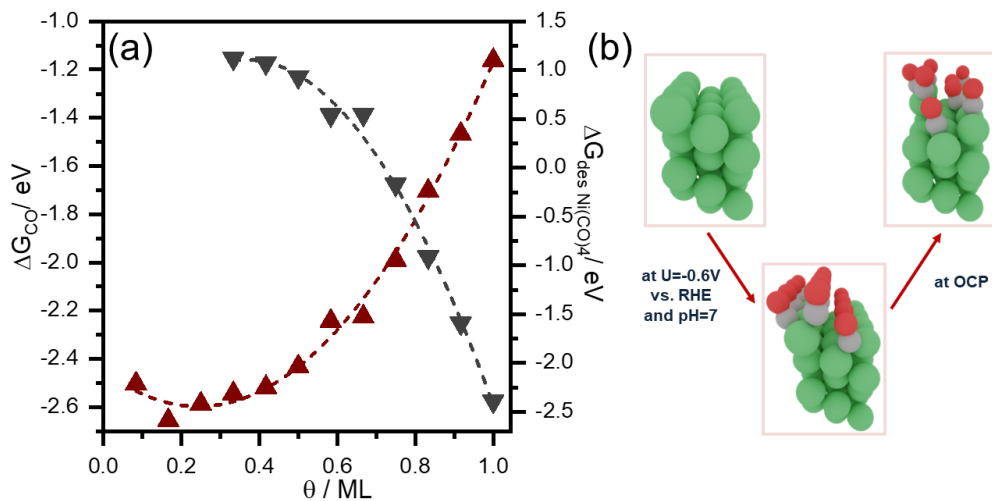 (a)
ΔG_CO / eV
-1.0
-1.2
-1.4
-1.6
-1.8
-2.0
-2.2
-2.4
-2.6
0.0 0.2 0.4 0.6 0.8 1.0
θ / ML
1.5
1.0
0.5
0.0
-0.5
-1.0
-1.5
-2.0
-2.5
ΔG_des Ni(CO)4 / eV
(b)
at U=-0.6V
vs. RHE
and pH=7
at OCP